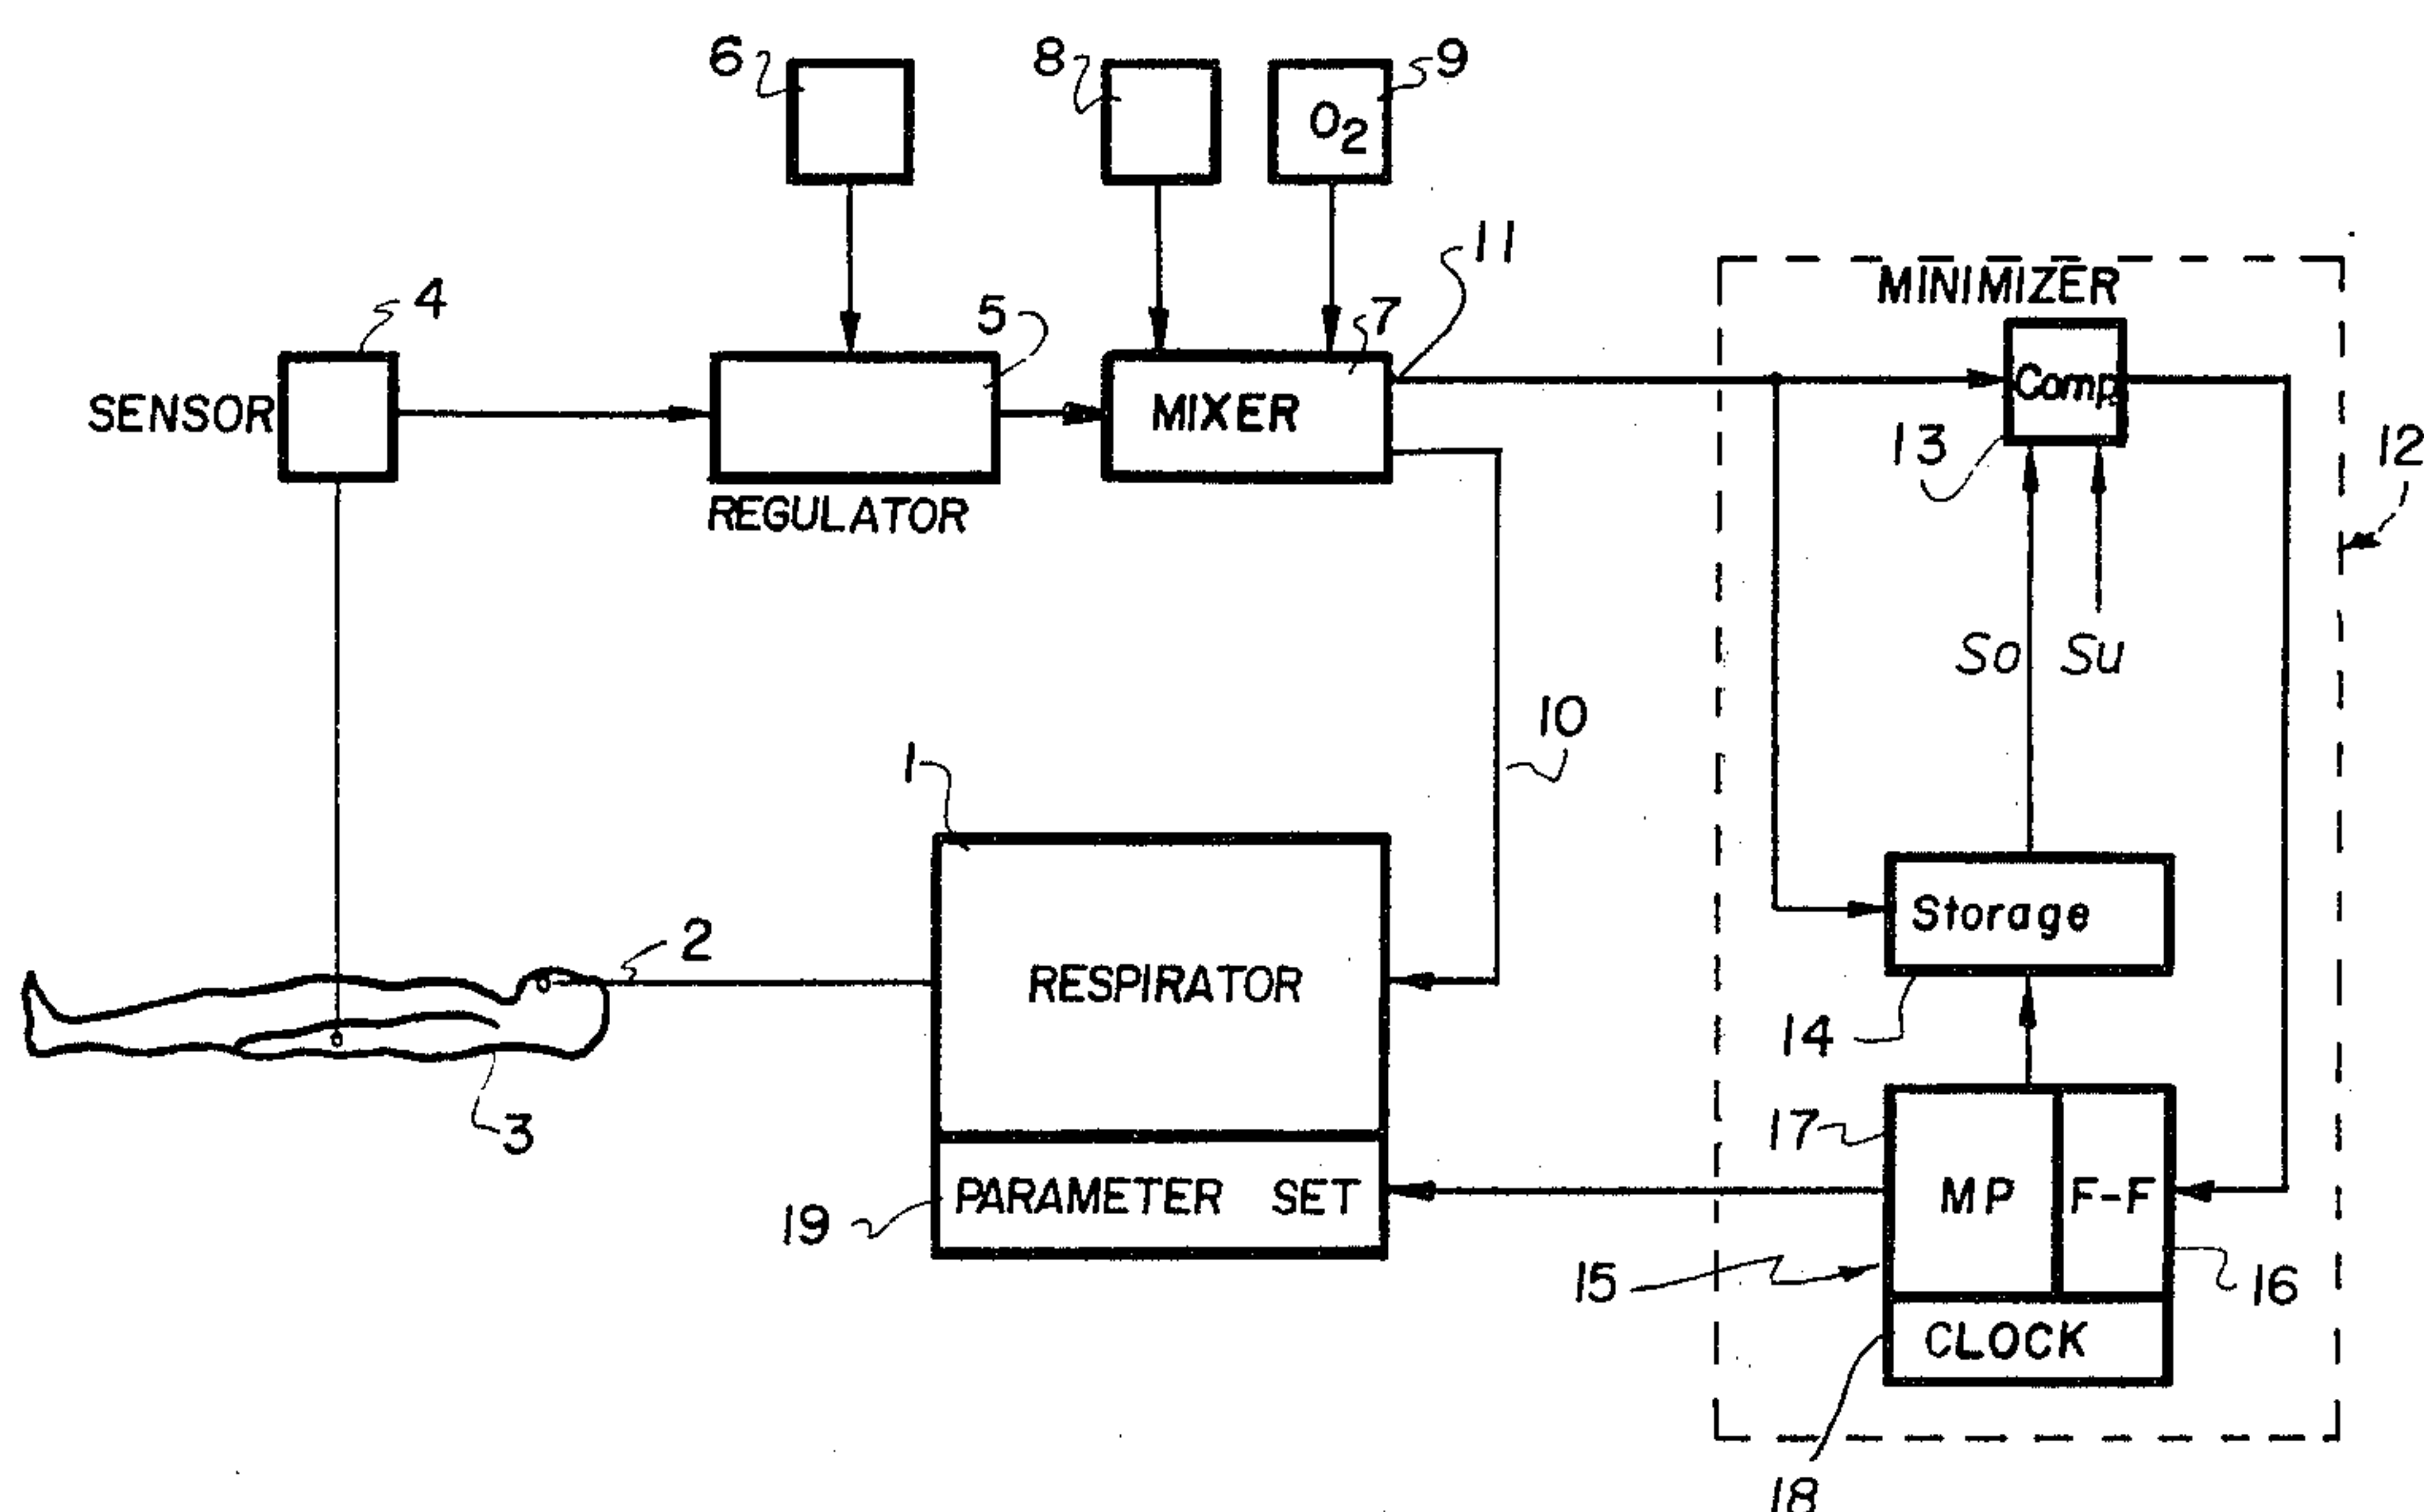 6
8
9
O2
11
MINIMIZER
4
5
7
SENSOR
MIXER
Comp.
13
12
REGULATOR
So
Su
10
1
2
Storage
RESPIRATOR
14
3
17
MP
F-F
19
PARAMETER SET
15
16
CLOCK
18